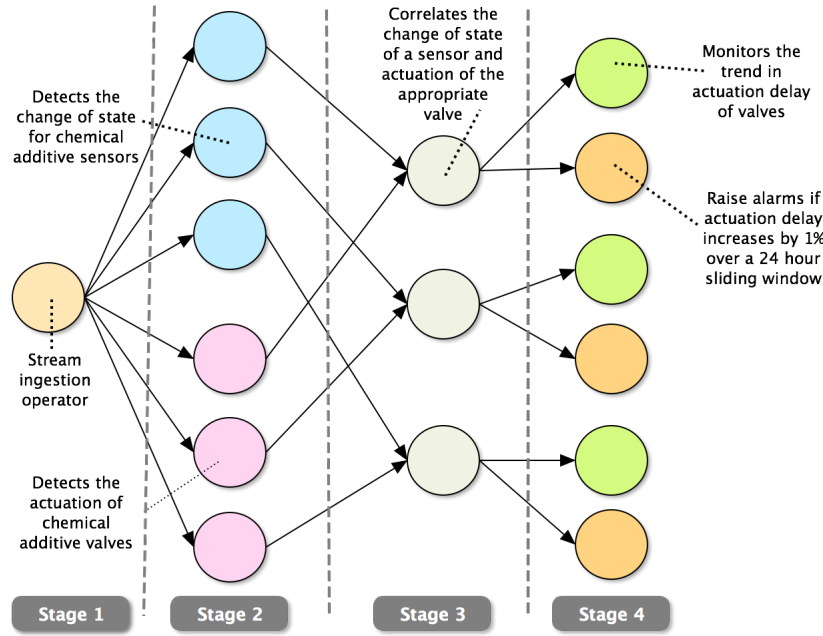 Correlates the
change of state
of a sensor and
actuation of the
appropriate
valve
Monitors the
trend in
actuation delay
of valves
Detects the
change of state
for chemical
additive sensors
Raise alarms if
actuation delay
increases by 1%
over a 24 hour
sliding window
Stream
ingestion
operator
Detects the
actuation of
chemical
additive valves
Stage 1
Stage 2
Stage 3
Stage 4